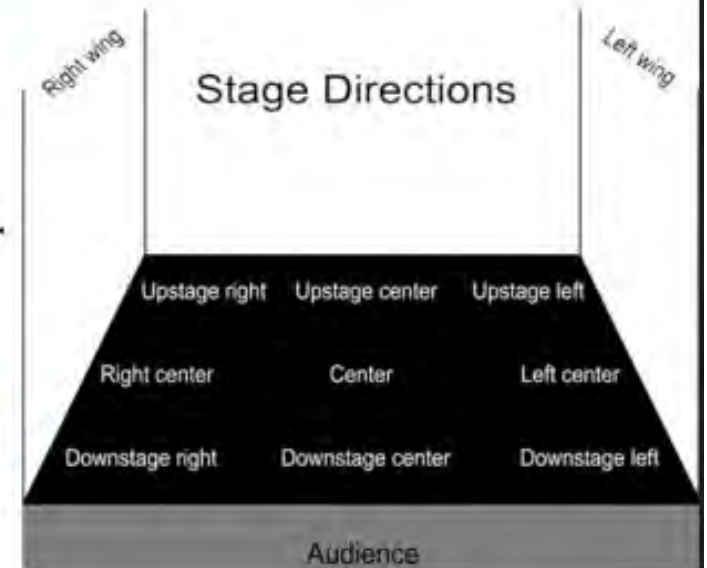 Right wing
Left wing
Stage Directions
Upstage right Upstage center Upstage left
Right center Center Left center
Downstage right Downstage center Downstage left
Audience